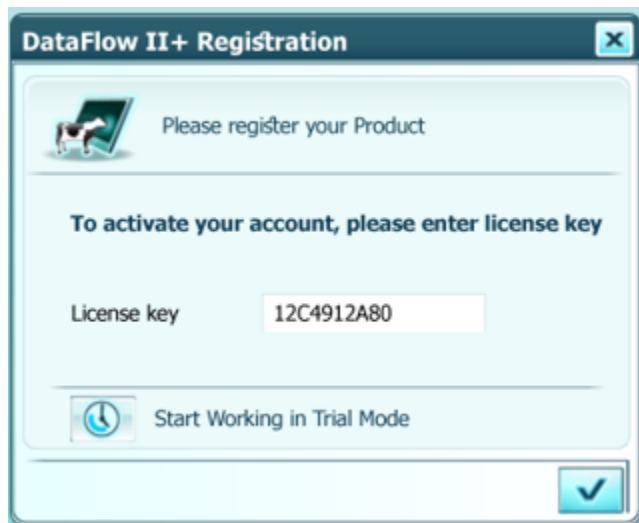 DataFlow II+ Registration
Please register your Product
To activate your account, please enter license key
License key 12C4912A80
Start Working in Trial Mode